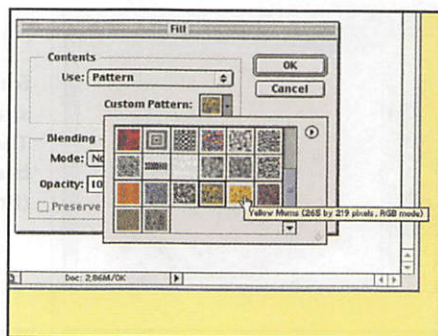 Fill
Contents
Use: Pattern
OK
Cancel
Custom Pattern:
Blending
Mode: No
Opacity: 10
Preserve
Yellow Mums (265 by 219 pixels, RGB mode)
Doc: 2.86M/0K